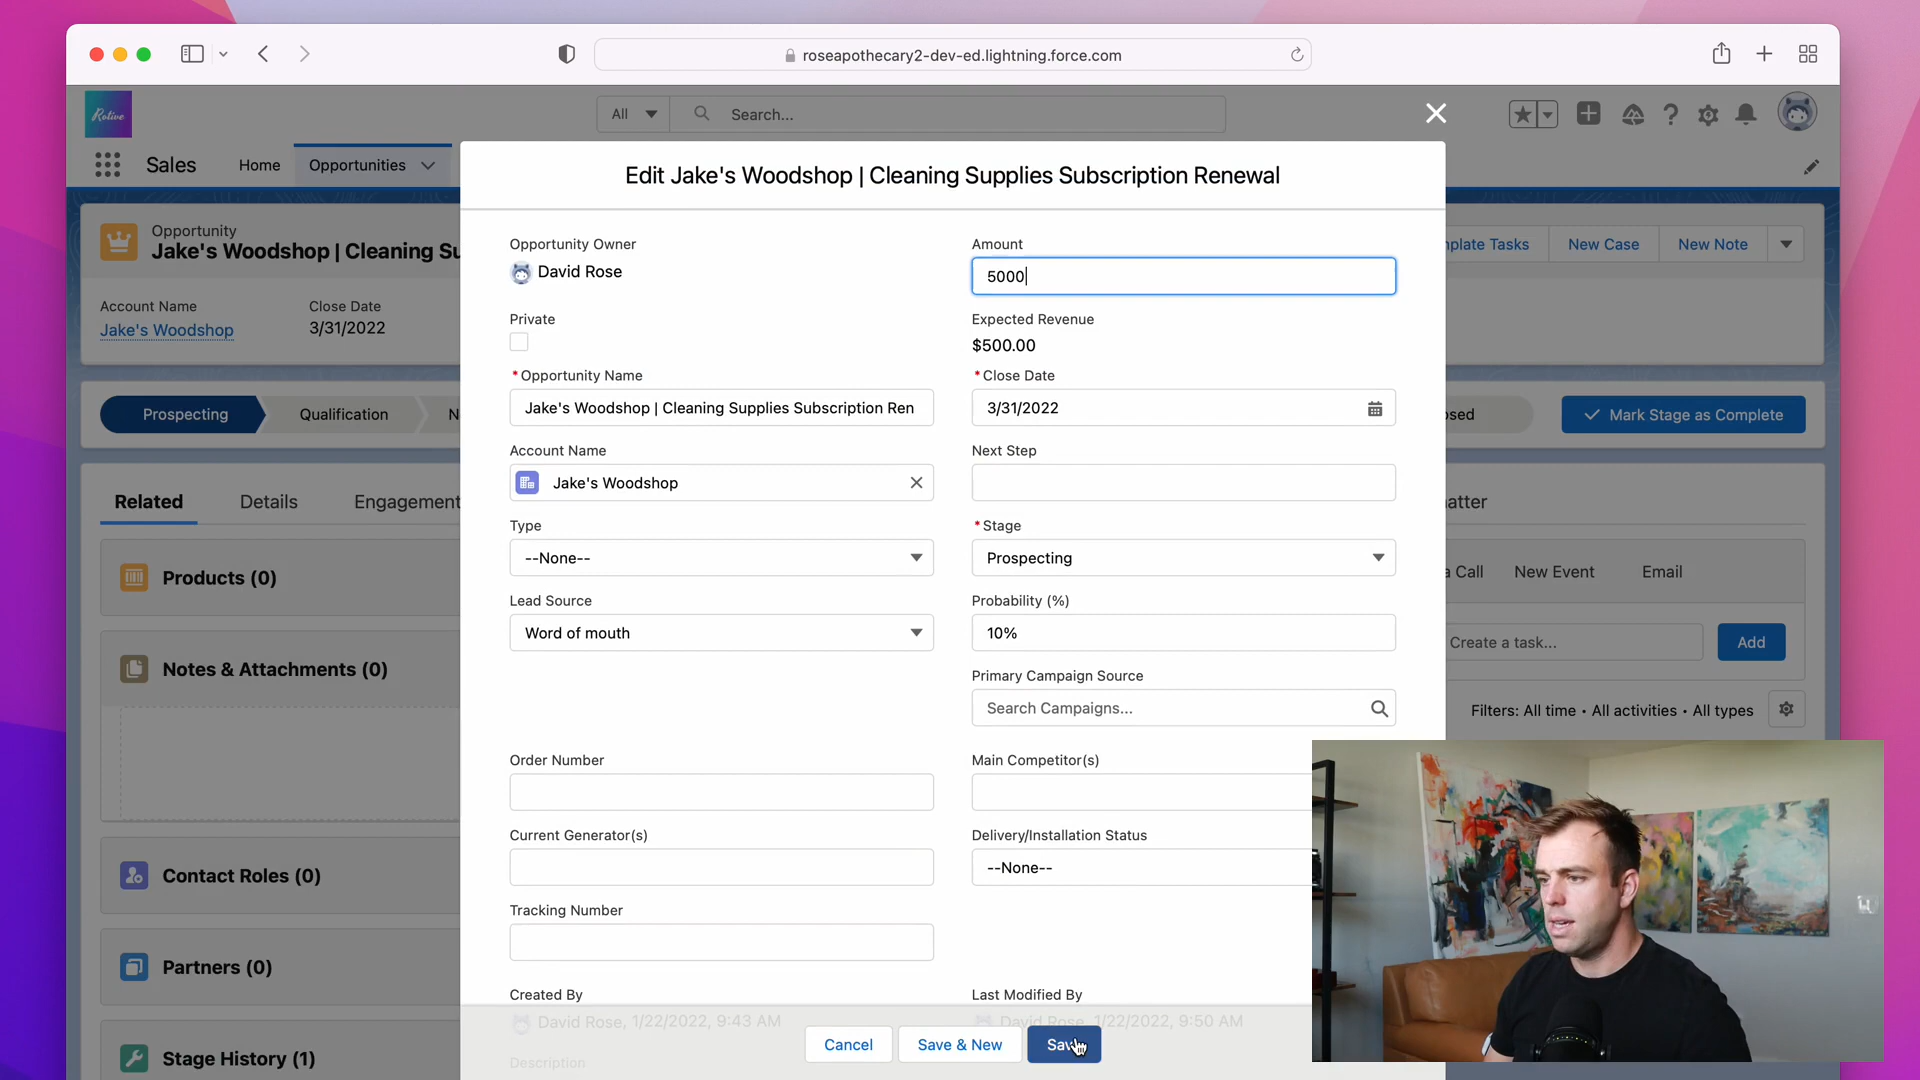 roseapothecary2-dev-ed.lightning.force.com
Rotive
All
Search...
Sales
Home
Opportunities
Edit Jake's Woodshop | Cleaning Supplies Subscription Renewal
Opportunity
Jake's Woodshop | Cleaning Su
Account Name
Close Date
Jake's Woodshop
3/31/2022
plate Tasks
New Case
New Note
Opportunity Owner
David Rose
Amount
5000
Private
Expected Revenue
$500.00
*Opportunity Name
Jake's Woodshop | Cleaning Supplies Subscription Ren
*Close Date
3/31/2022
Prospecting
Qualification
N
sed
Mark Stage as Complete
Account Name
Jake's Woodshop
Next Step
Related
Details
Engagement
atter
Type
--None--
*Stage
Prospecting
Products (0)
a Call
New Event
Email
Lead Source
Word of mouth
Probability (%)
10%
Create a task...
Add
Notes & Attachments (0)
Primary Campaign Source
Search Campaigns...
Filters: All time • All activities • All types
Order Number
Main Competitor(s)
Current Generator(s)
Delivery/Installation Status
--None--
Contact Roles (0)
Tracking Number
Partners (0)
Created By
David Rose, 1/22/2022, 9:43 AM
Last Modified By
David Rose, 1/22/2022, 9:50 AM
Description
Cancel
Save & New
Sav
Stage History (1)